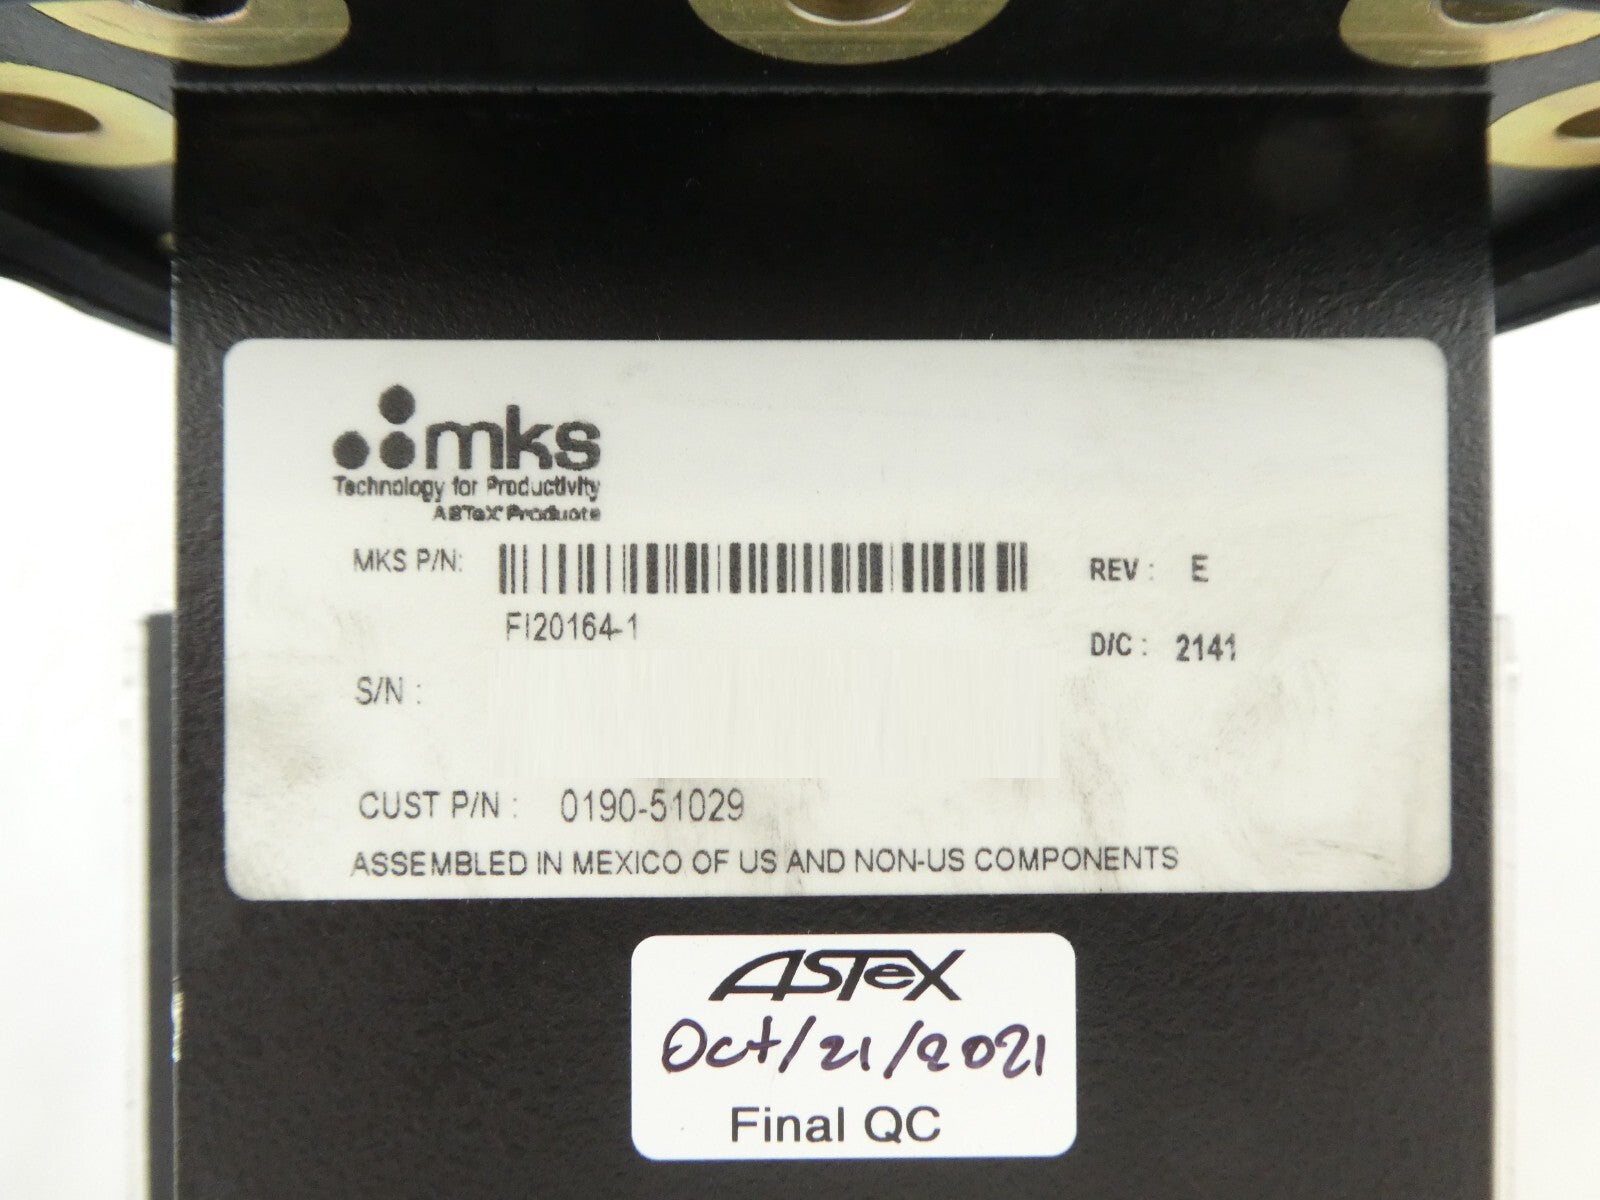 mks
Technology for Productivity
ASTeX Products
MKS P/N:
FI20164-1
REV : E
D/C : 2141
S/N :
CUST P/N : 0190-51029
ASSEMBLED IN MEXICO OF US AND NON-US COMPONENTS
ASTeX
Oct/21/2021
Final QC